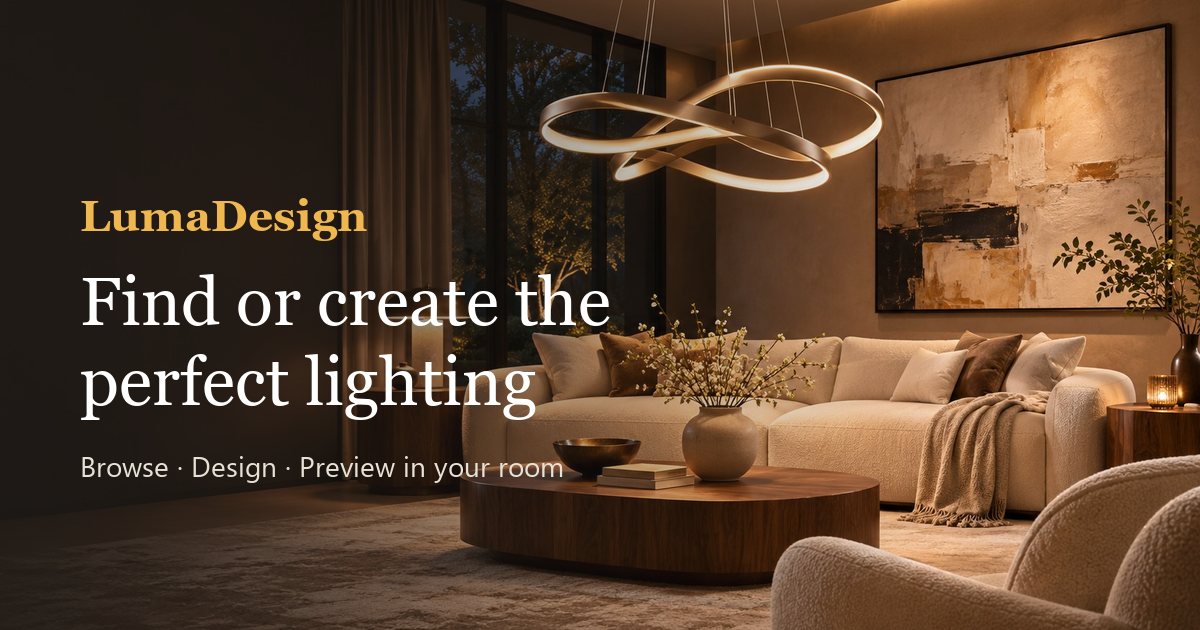 LumaDesign
Find or create the
perfect lighting
Browse · Design · Preview in your room